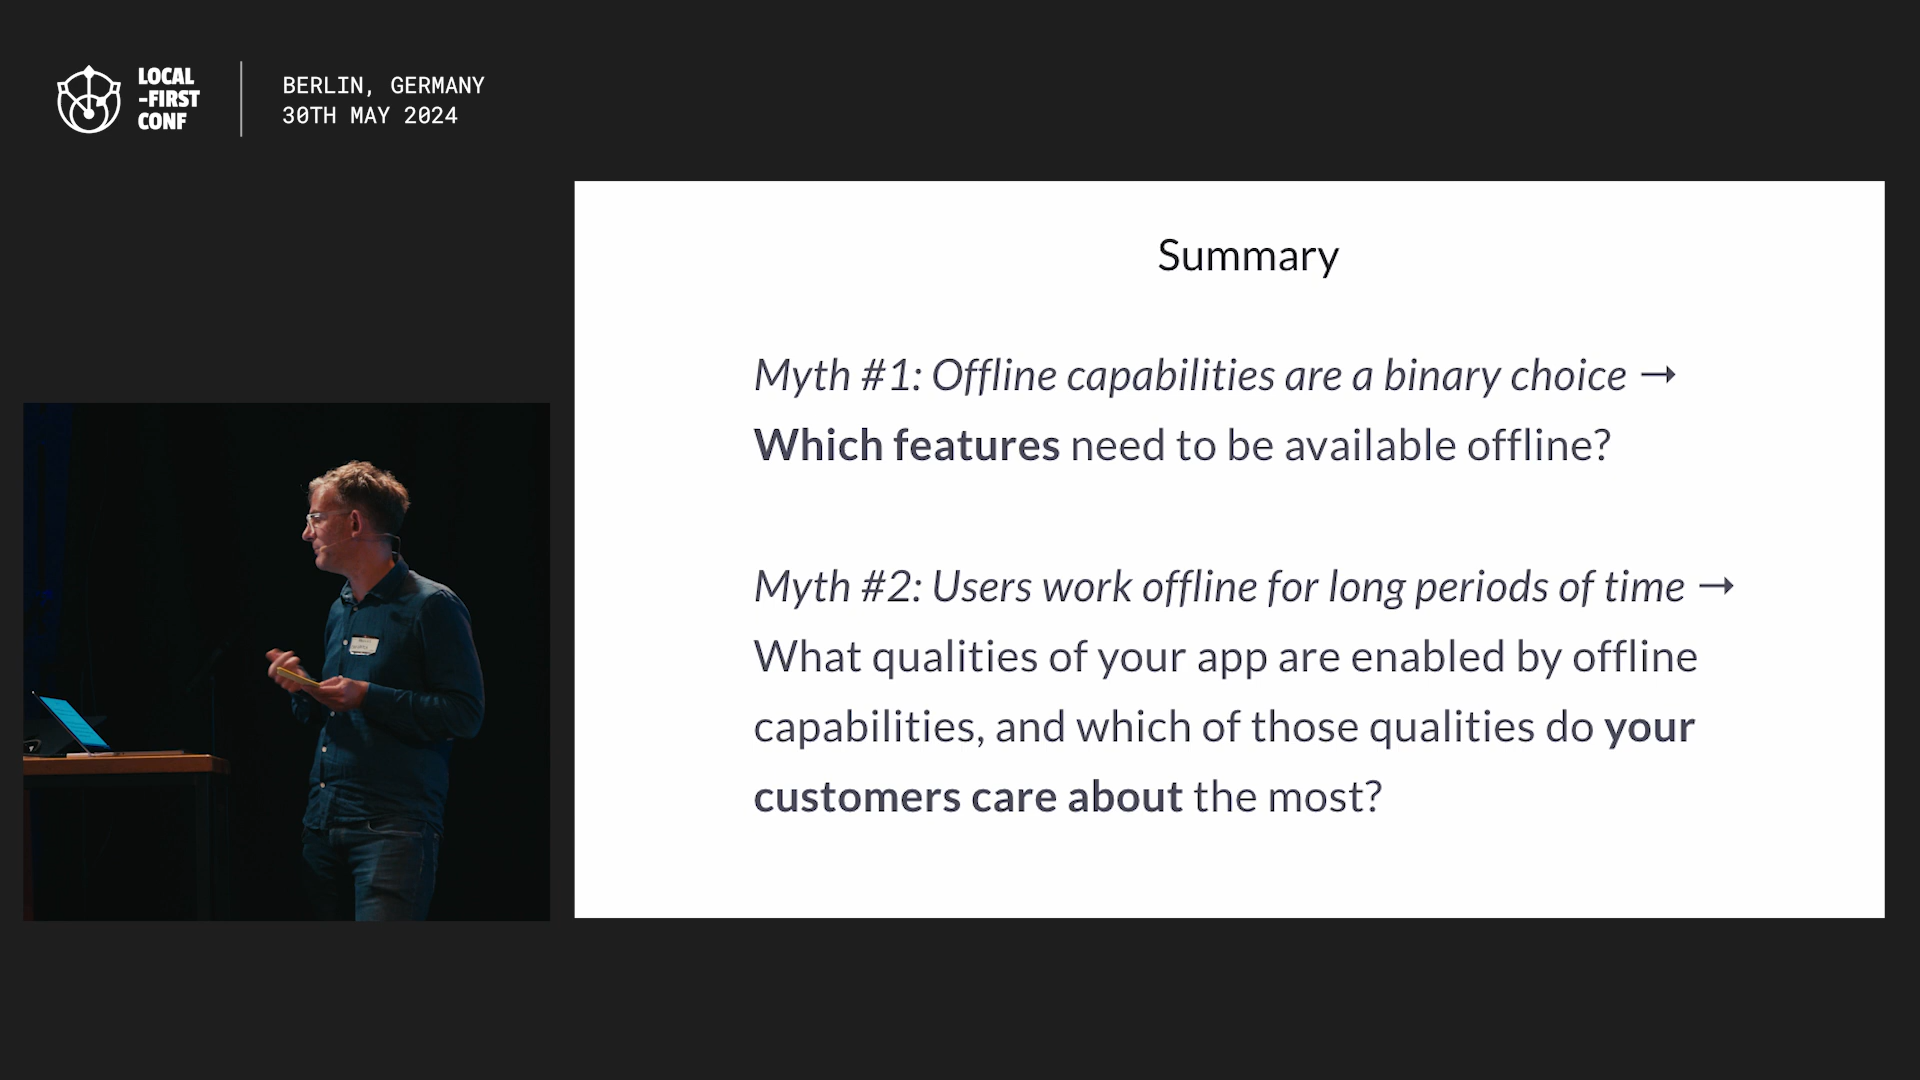 LOCAL
-FIRST
CONF
BERLIN, GERMANY
30TH MAY 2024
Summary
Myth #1: Offline capabilities are a binary choice →
Which features need to be available offline?
Myth #2: Users work offline for long periods of time →
What qualities of your app are enabled by offline
capabilities, and which of those qualities do your
customers care about the most?